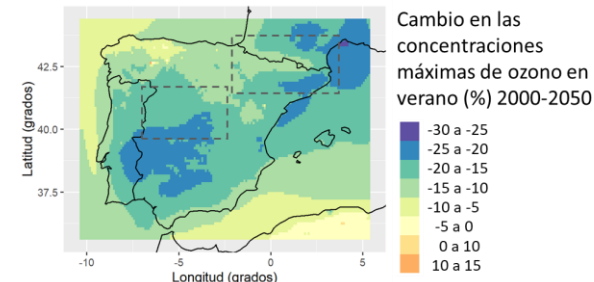 Cambio en las
concentraciones
máximas de ozono en
verano (%) 2000-2050
-30 a -25
-25 a -20
-20 a -15
-15 a -10
-10 a -5
-5 a 0
0 a 10
10 a 15
Latitud (grados)
42.5
40.0
37.5
-10
-5
0
5
Longitud (grados)